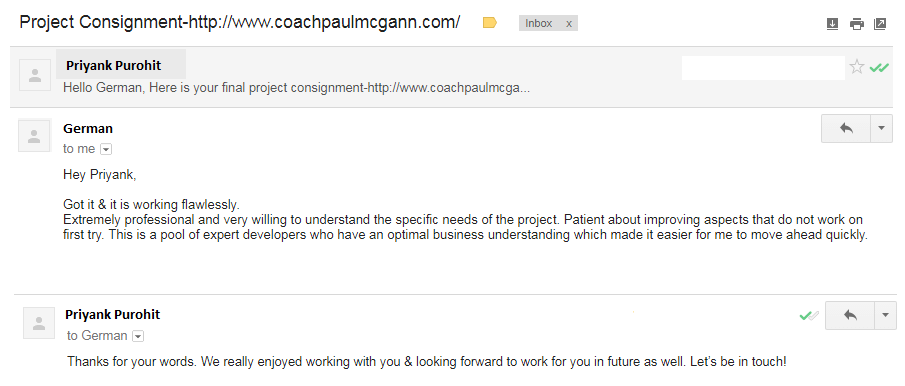 Project Consignment-http://www.coachpaulmcgann.com/
Inbox x
Priyank Purohit
Hello German, Here is your final project consignment-http://www.coachpaulmcga...
German
to me
Hey Priyank,
Got it & it is working flawlessly.
Extremely professional and very willing to understand the specific needs of the project. Patient about improving aspects that do not work on
first try. This is a pool of expert developers who have an optimal business understanding which made it easier for me to move ahead quickly.
Priyank Purohit
to German
Thanks for your words. We really enjoyed working with you & looking forward to work for you in future as well. Let's be in touch!